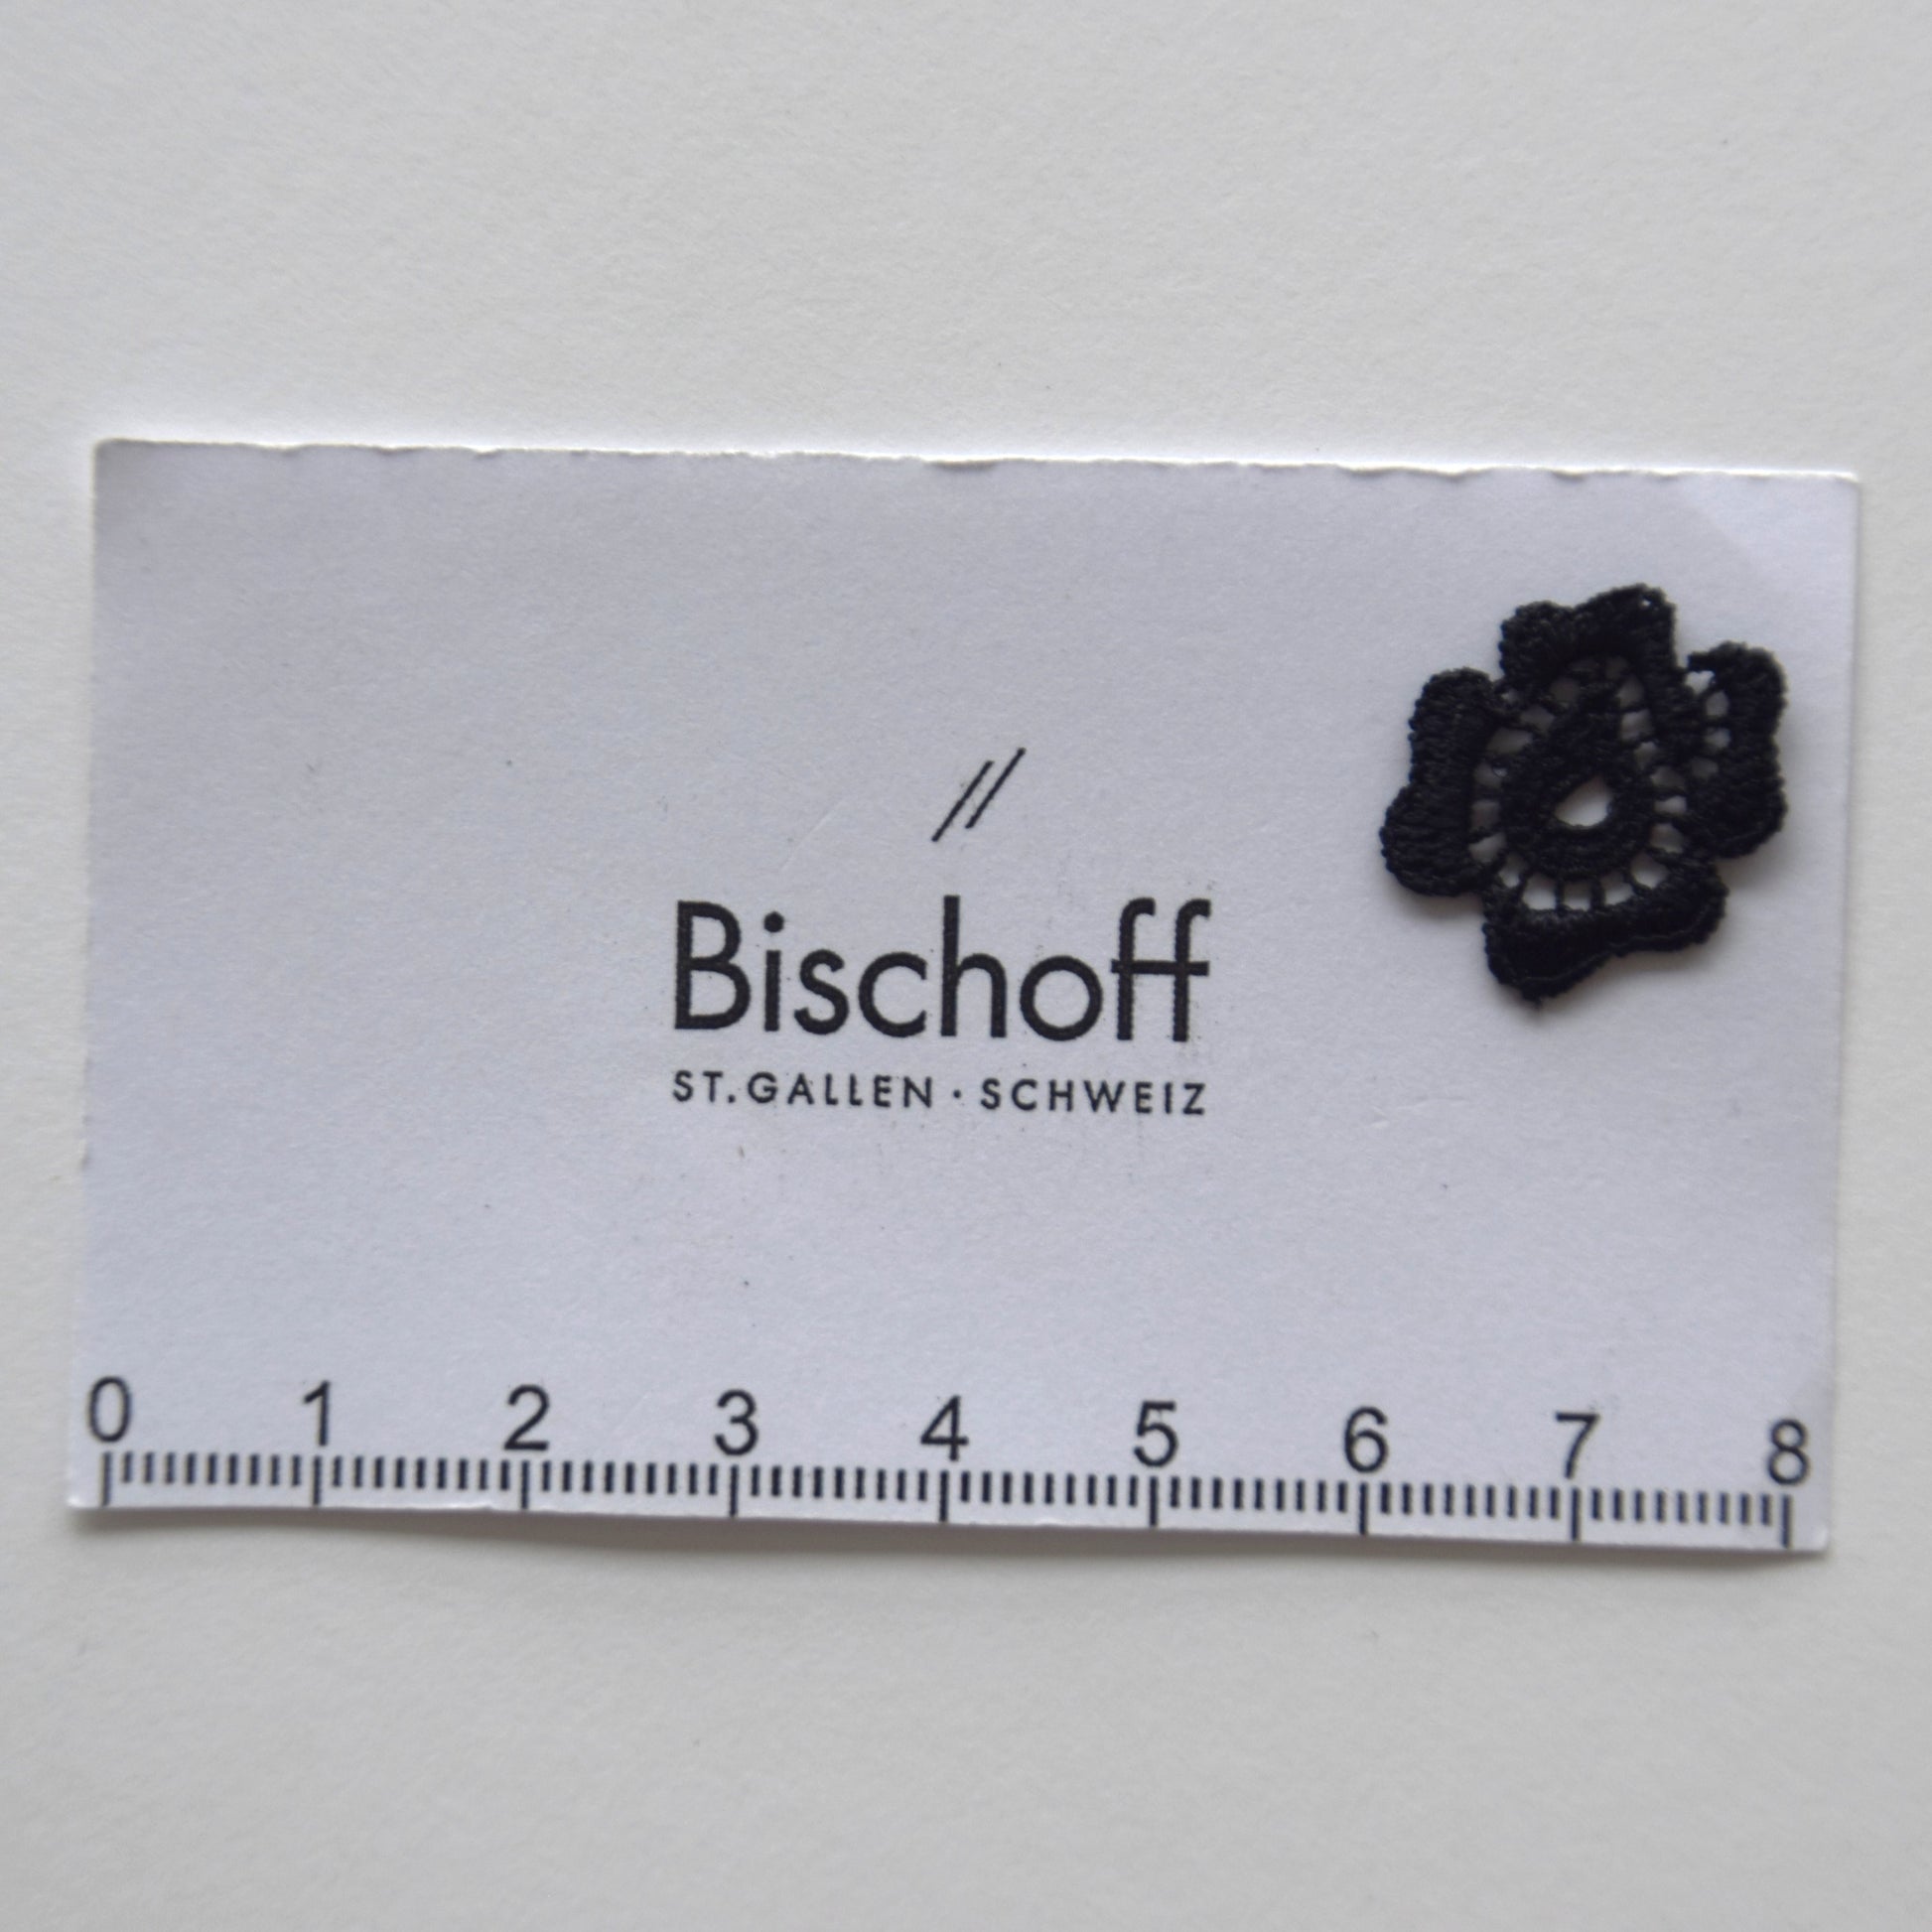 Bischoff
ST. GALLEN · SCHWEIZ
0 1 2 3 4 5 6 7 8